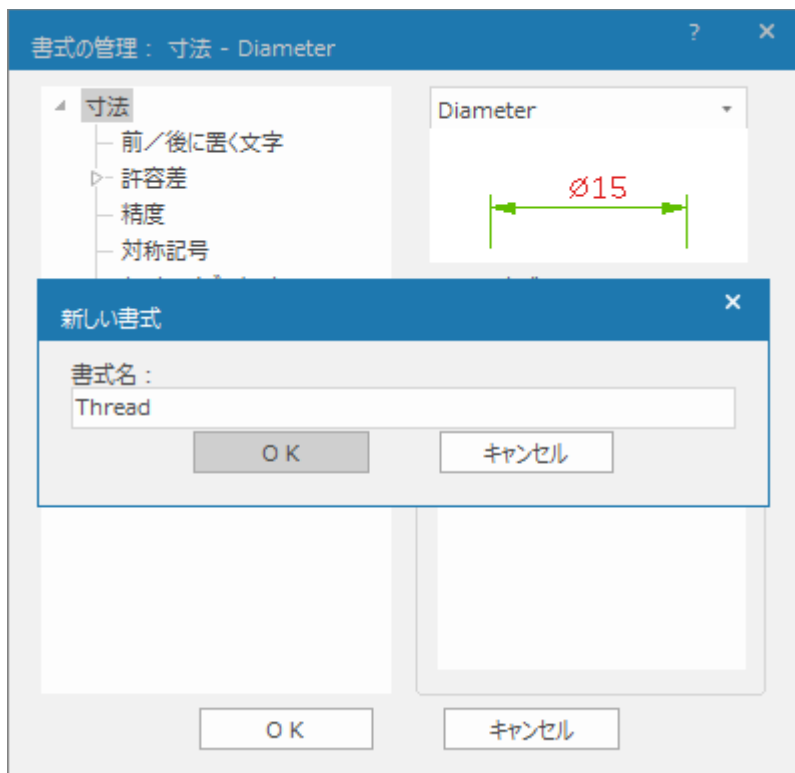 書式の管理： 寸法 - Diameter
?
寸法
前／後に置く文字
許容差
精度
対称記号
Diameter
Ø15
新しい書式
書式名：
Thread
ＯＫ
キャンセル
ＯＫ
キャンセル